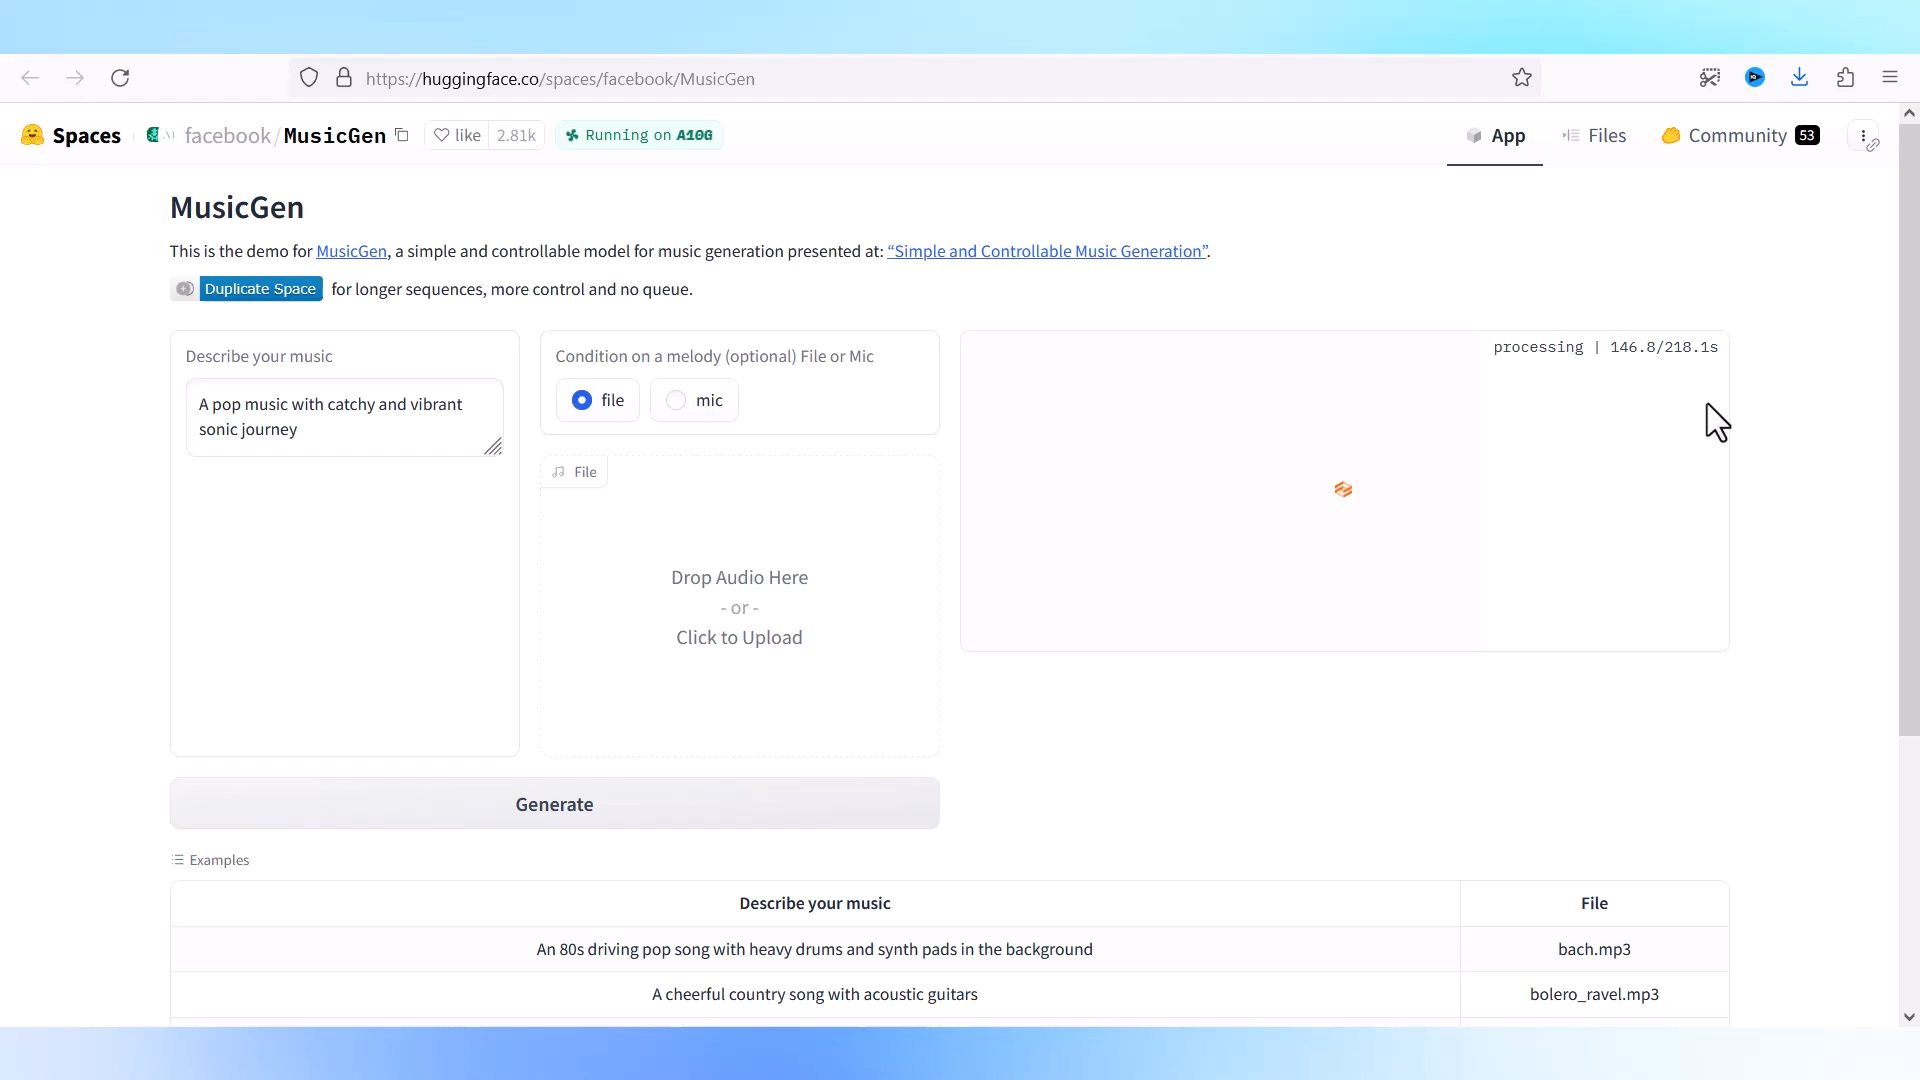 https://huggingface.co/spaces/facebook/MusicGen
Spaces
facebook/MusicGen
like 2.81k
Running on A10G
App
Files
Community 53
MusicGen
This is the demo for MusicGen, a simple and controllable model for music generation presented at: “Simple and Controllable Music Generation”.
Duplicate Space for longer sequences, more control and no queue.
Describe your music
A pop music with catchy and vibrant
sonic journey
Condition on a melody (optional) File or Mic
file
mic
File
Drop Audio Here
- or -
Click to Upload
processing | 146.8/218.1s
Generate
Examples
Describe your music
File
An 80s driving pop song with heavy drums and synth pads in the background
bach.mp3
A cheerful country song with acoustic guitars
bolero_ravel.mp3